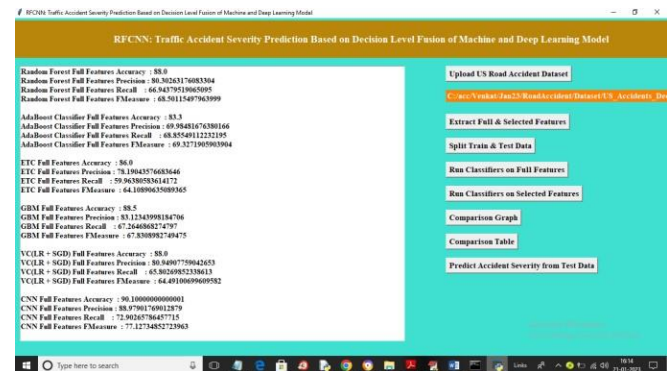 RFCNN: Traffic Accident Severity Prediction Based on Decision Level Fusion of Machine and Deep Learning Model
RFCNN: Traffic Accident Severity Prediction Based on Decision Level Fusion of Machine and Deep Learning Model
Random Forest Full Features Accuracy : 88.0
Random Forest Full Features Precision : 80.30263176083304
Random Forest Full Features Recall : 66.94379519065095
Random Forest Full Features FMeasure : 68.50115497963999
AdaBoost Classifier Full Features Accuracy : 83.3
AdaBoost Classifier Full Features Precision : 69.98481676380166
AdaBoost Classifier Full Features Recall : 68.85549112232195
AdaBoost Classifier Full Features FMeasure : 69.3271905903904
ETC Full Features Accuracy : 86.0
ETC Full Features Precision : 78.19043576683646
ETC Full Features Recall : 59.96380583614172
ETC Full Features FMeasure : 64.10890635089365
GBM Full Features Accuracy : 88.5
GBM Full Features Precision : 83.12343998184706
GBM Full Features Recall : 67.2646868274797
GBM Full Features FMeasure : 67.8308982749475
VC(LR + SGD) Full Features Accuracy : 88.0
VC(LR + SGD) Full Features Precision : 80.94907759042653
VC(LR + SGD) Full Features Recall : 65.80269852338613
VC(LR + SGD) Full Features FMeasure : 64.49100699609582
CNN Full Features Accuracy : 90.10000000000001
CNN Full Features Precision : 88.97901769012879
CNN Full Features Recall : 72.90265786457715
CNN Full Features FMeasure : 77.12734852723963
Upload US Road Accident Dataset
C:/acc/Venkat/Jan23/RoadAccident/Dataset/US_Accidents_Dec
Extract Full & Selected Features
Split Train & Test Data
Run Classifiers on Full Features
Run Classifiers on Selected Features
Comparison Graph
Comparison Table
Predict Accident Severity from Test Data
Type here to search
Links
16:14
21-01-2023